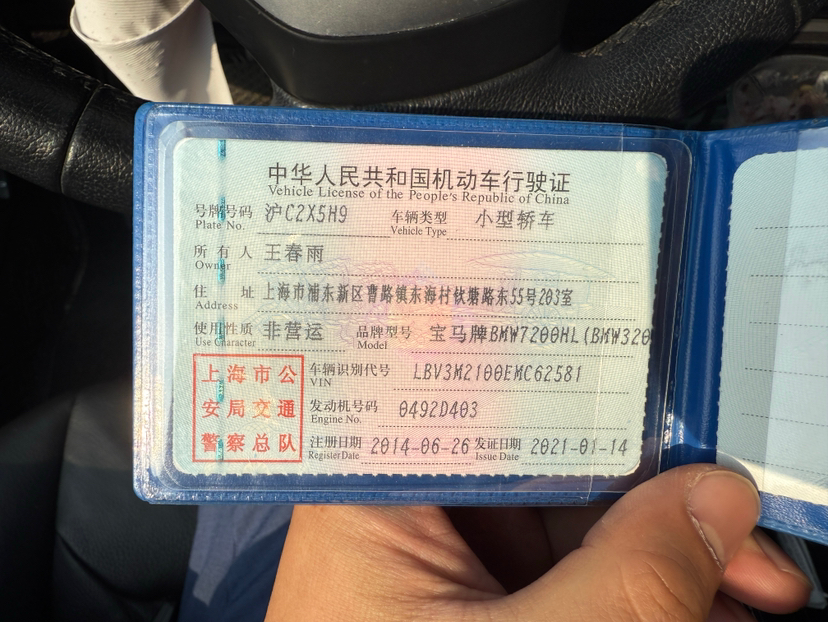 中华人民共和国机动车行驶证
Vehicle License of the People's Republic of China
号牌号码 沪C2X5H9 车辆类型 小型轿车
Plate No. Vehicle Type
所有人 王春雨
Owner
住址 上海市浦东新区曹路镇东海村伙塘路东55号203室
Address
使用性质 非营运 品牌型号 宝马牌BMW7200HL(BMW320
Use Character Model
上海市公 车辆识别代号 LBV3M2100EMC62581
VIN
安局交通 发动机号码 0492D403
Engine No.
警察总队 注册日期 2014-06-26 发证日期 2021-01-14
Register Date Issue Date